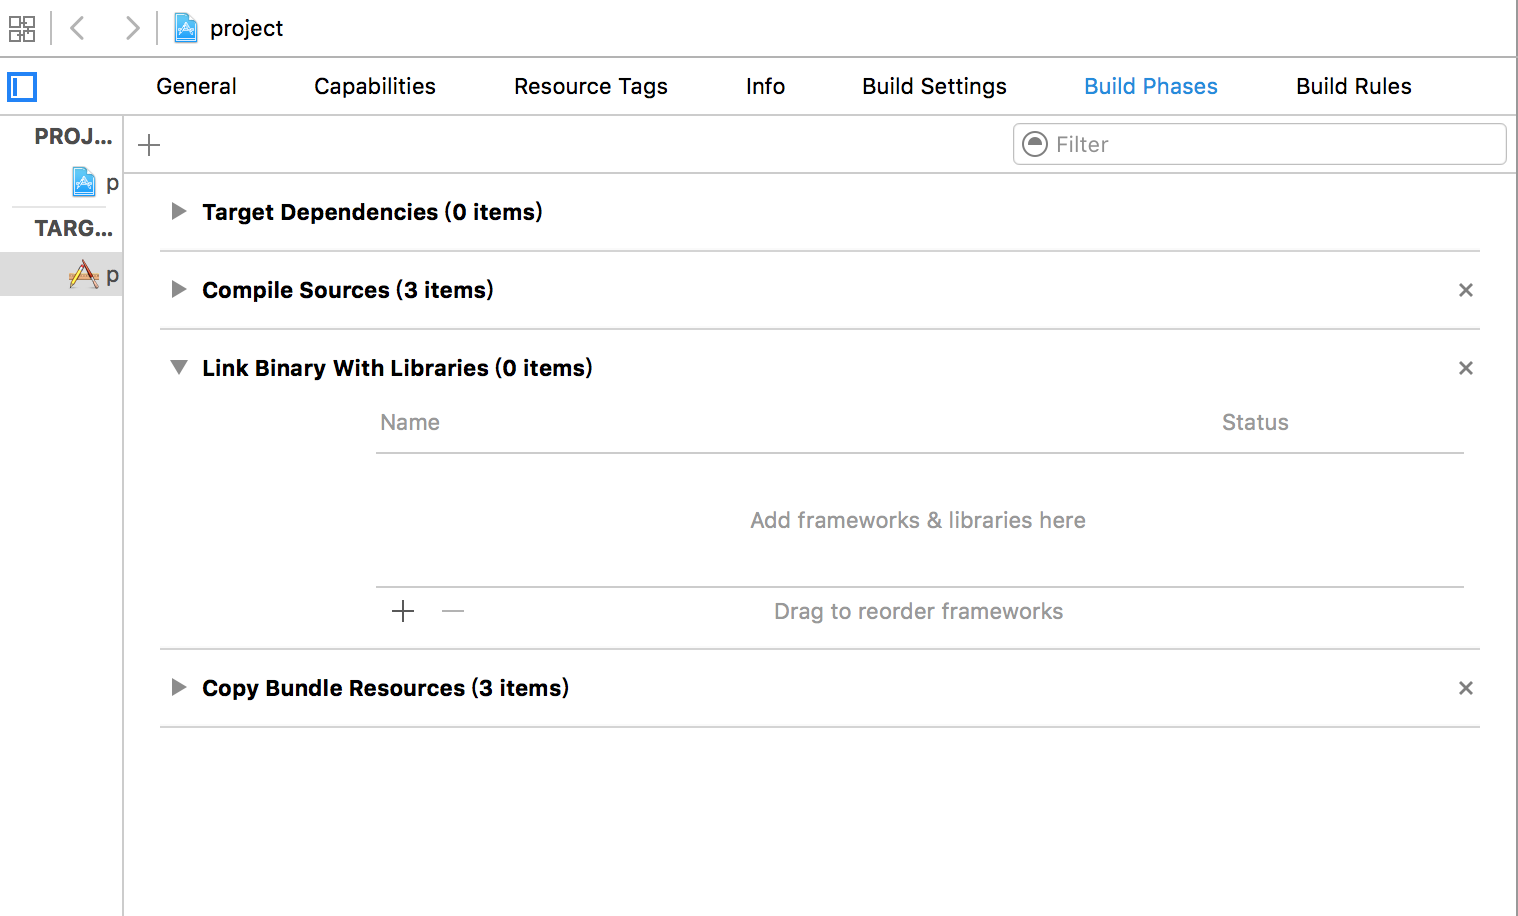 project
General Capabilities Resource Tags Info Build Settings Build Phases Build Rules
PROJ...
Filter
p
TARG...
p
Target Dependencies (0 items)
Compile Sources (3 items)
Link Binary With Libraries (0 items)
Name Status
Add frameworks & libraries here
Drag to reorder frameworks
Copy Bundle Resources (3 items)